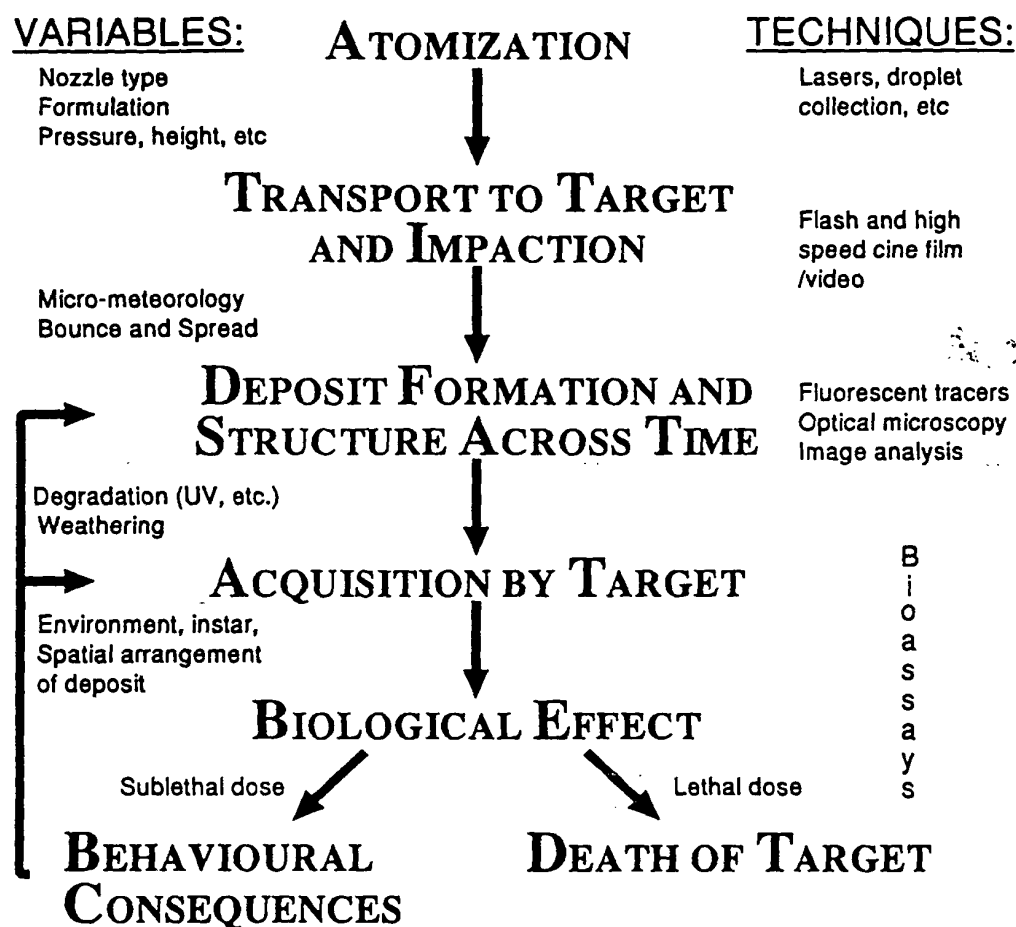 VARIABLES:
ATOMIZATION
TECHNIQUES:
Nozzle type
Formulation
Pressure, height, etc
Lasers, droplet
collection, etc
TRANSPORT TO TARGET
AND IMPACTION
Flash and high
speed cine film
/video
Micro-meteorology
Bounce and Spread
DEPOSIT FORMATION AND
STRUCTURE ACROSS TIME
Fluorescent tracers
Optical microscopy
Image analysis
Degradation (UV, etc.)
Weathering
ACQUISITION BY TARGET
Bioassays
Environment, instar,
Spatial arrangement
of deposit
BIOLOGICAL EFFECT
Sublethal dose
Lethal dose
BEHAVIOURAL
CONSEQUENCES
DEATH OF TARGET